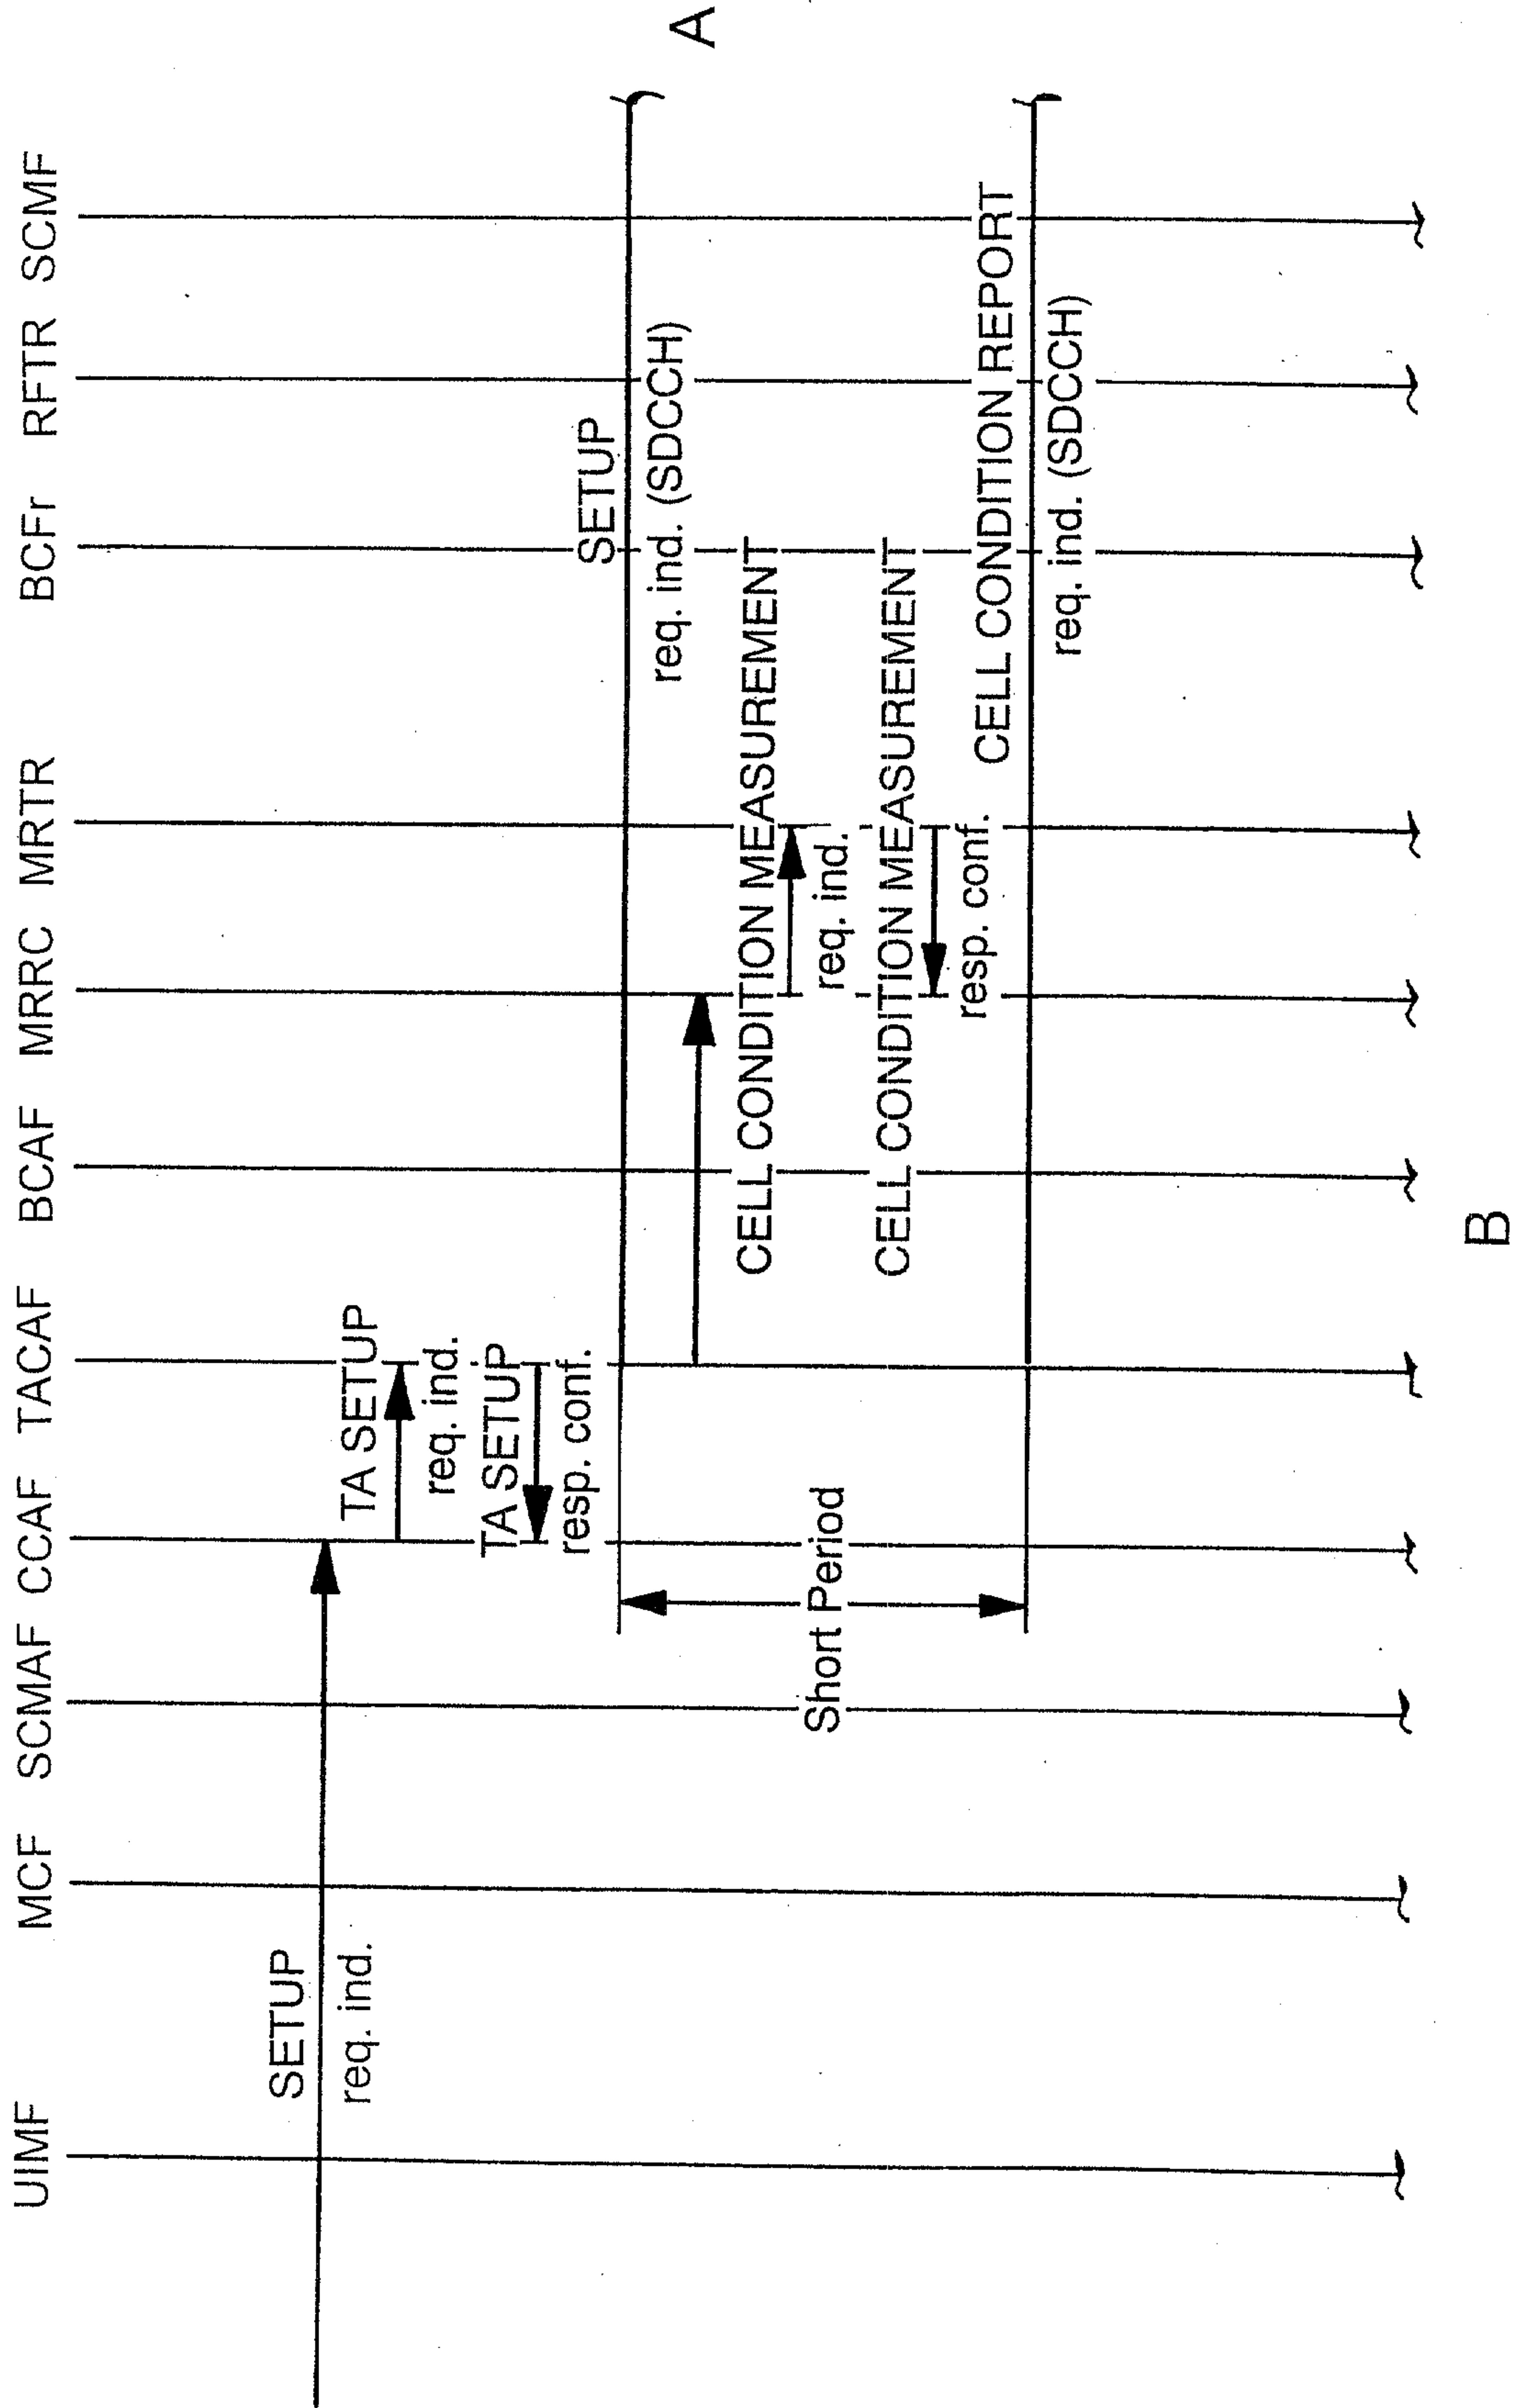 UIMF MCF SCMAF CCAF TACAF BCAF MRRC MRTR BCFr RFTR SCMF
SETUP
req. ind.
TA SETUP
req. ind.
TA SETUP
resp. conf.
SETUP
req. ind. (SDCCH)
A
CELL CONDITION MEASUREMENT
req. ind.
Short Period
CELL CONDITION MEASUREMENT
resp. conf.
CELL CONDITION REPORT
req. ind. (SDCCH)
B